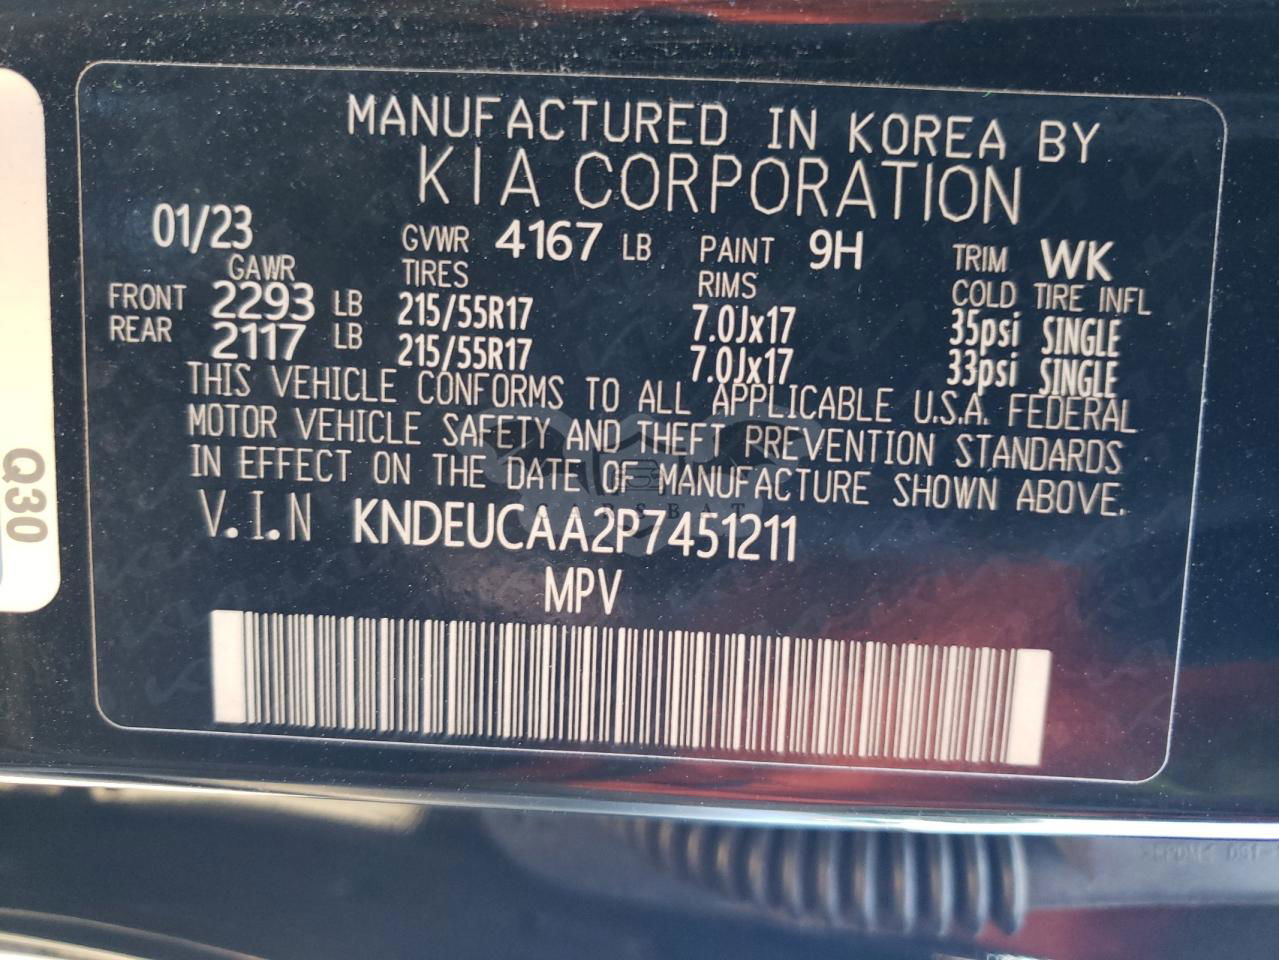 MANUFACTURED IN KOREA BY
KIA CORPORATION
01/23 GVWR 4167 LB PAINT 9H TRIM WK
GAWR TIRES RIMS COLD TIRE INFL
FRONT 2293 LB 215/55R17 7.0Jx17 35psi SINGLE
REAR 2117 LB 215/55R17 7.0Jx17 33psi SINGLE
THIS VEHICLE CONFORMS TO ALL APPLICABLE U.S.A. FEDERAL
MOTOR VEHICLE SAFETY AND THEFT PREVENTION STANDARDS
IN EFFECT ON THE DATE OF MANUFACTURE SHOWN ABOVE.
V.I.N KNDEUCAA2P7451211
MPV
Q30
CARSBAT